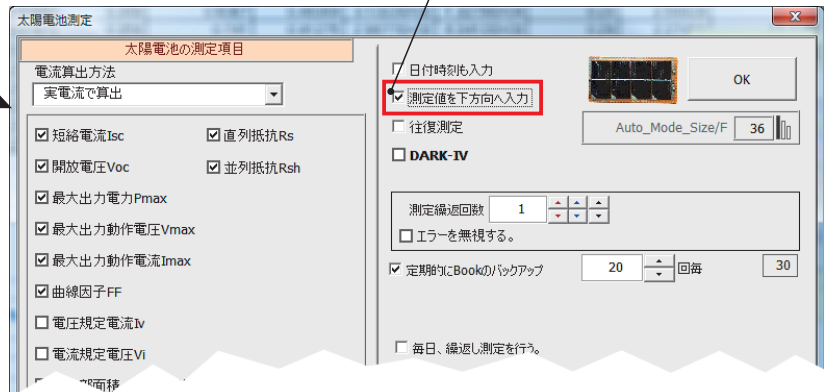 太陽電池測定
太陽電池の測定項目
電流算出方法
実電流で算出
短絡電流Isc
直列抵抗Rs
開放電圧Voc
並列抵抗Rsh
最大出力電力Pmax
最大出力動作電圧Vmax
最大出力動作電流Imax
曲線因子FF
電圧規定電流Iv
電流規定電圧Vi
面積
日付時刻も入力
測定値を下方向へ入力
往復測定
DARK-IV
OK
Auto_Mode_Size/F 36
測定繰返回数 1
エラーを無視する。
定期的にBookのバックアップ 20 回毎 30
毎日、繰返し測定を行う。